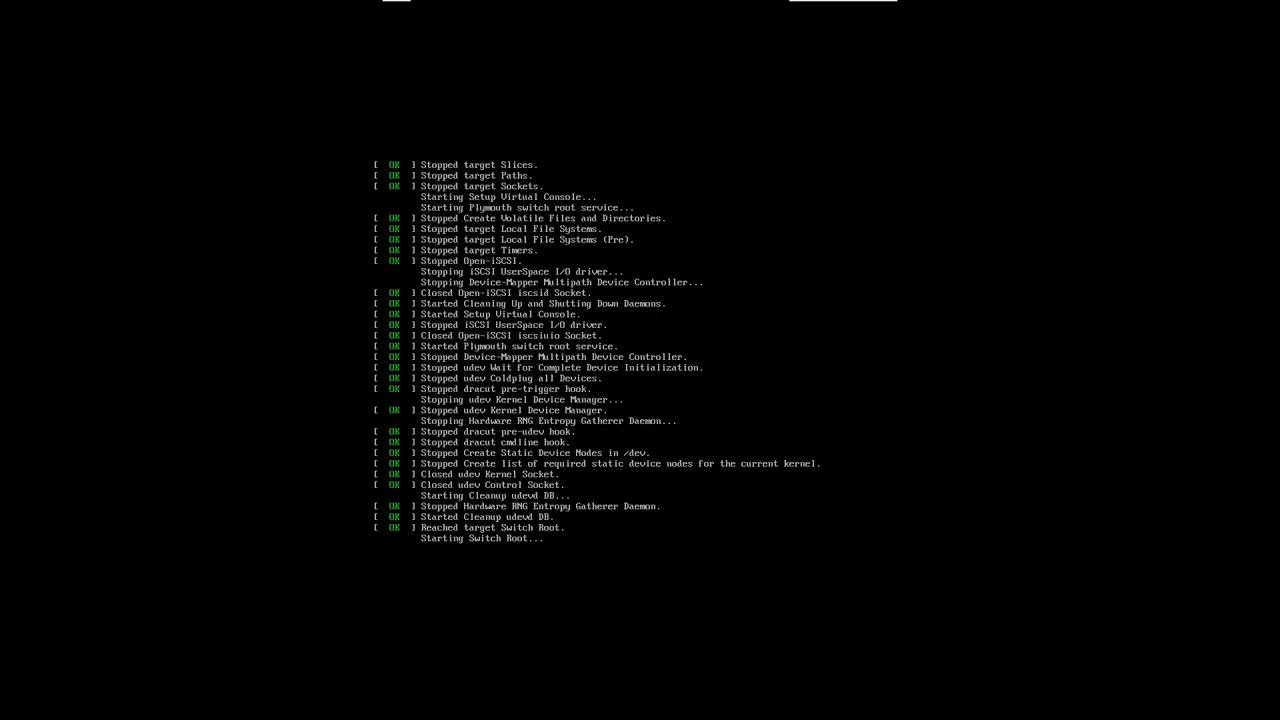 [  OK  ] Stopped target Slices.
[  OK  ] Stopped target Paths.
[  OK  ] Stopped target Sockets.
Starting Setup Virtual Console...
Starting Plymouth switch root service...
[  OK  ] Stopped Create Volatile Files and Directories.
[  OK  ] Stopped target Local File Systems.
[  OK  ] Stopped target Local File Systems (Pre).
[  OK  ] Stopped target Timers.
[  OK  ] Stopped Open-iSCSI.
Stopping iSCSI UserSpace I/O driver...
Stopping Device-Mapper Multipath Device Controller...
[  OK  ] Closed Open-iSCSI iscsid Socket.
[  OK  ] Started Cleaning Up and Shutting Down Daemons.
[  OK  ] Started Setup Virtual Console.
[  OK  ] Stopped iSCSI UserSpace I/O driver.
[  OK  ] Closed Open-iSCSI iscsiuio Socket.
[  OK  ] Started Plymouth switch root service.
[  OK  ] Stopped Device-Mapper Multipath Device Controller.
[  OK  ] Stopped udev Wait for Complete Device Initialization.
[  OK  ] Stopped udev Coldplug all Devices.
[  OK  ] Stopped dracut pre-trigger hook.
Stopping udev Kernel Device Manager...
[  OK  ] Stopped udev Kernel Device Manager.
Stopping Hardware RNG Entropy Gatherer Daemon...
[  OK  ] Stopped dracut pre-udev hook.
[  OK  ] Stopped dracut cmdline hook.
[  OK  ] Stopped Create Static Device Nodes in /dev.
[  OK  ] Stopped Create list of required static device nodes for the current kernel.
[  OK  ] Closed udev Kernel Socket.
[  OK  ] Closed udev Control Socket.
Starting Cleanup udevd DB...
[  OK  ] Stopped Hardware RNG Entropy Gatherer Daemon.
[  OK  ] Started Cleanup udevd DB.
[  OK  ] Reached target Switch Root.
Starting Switch Root...